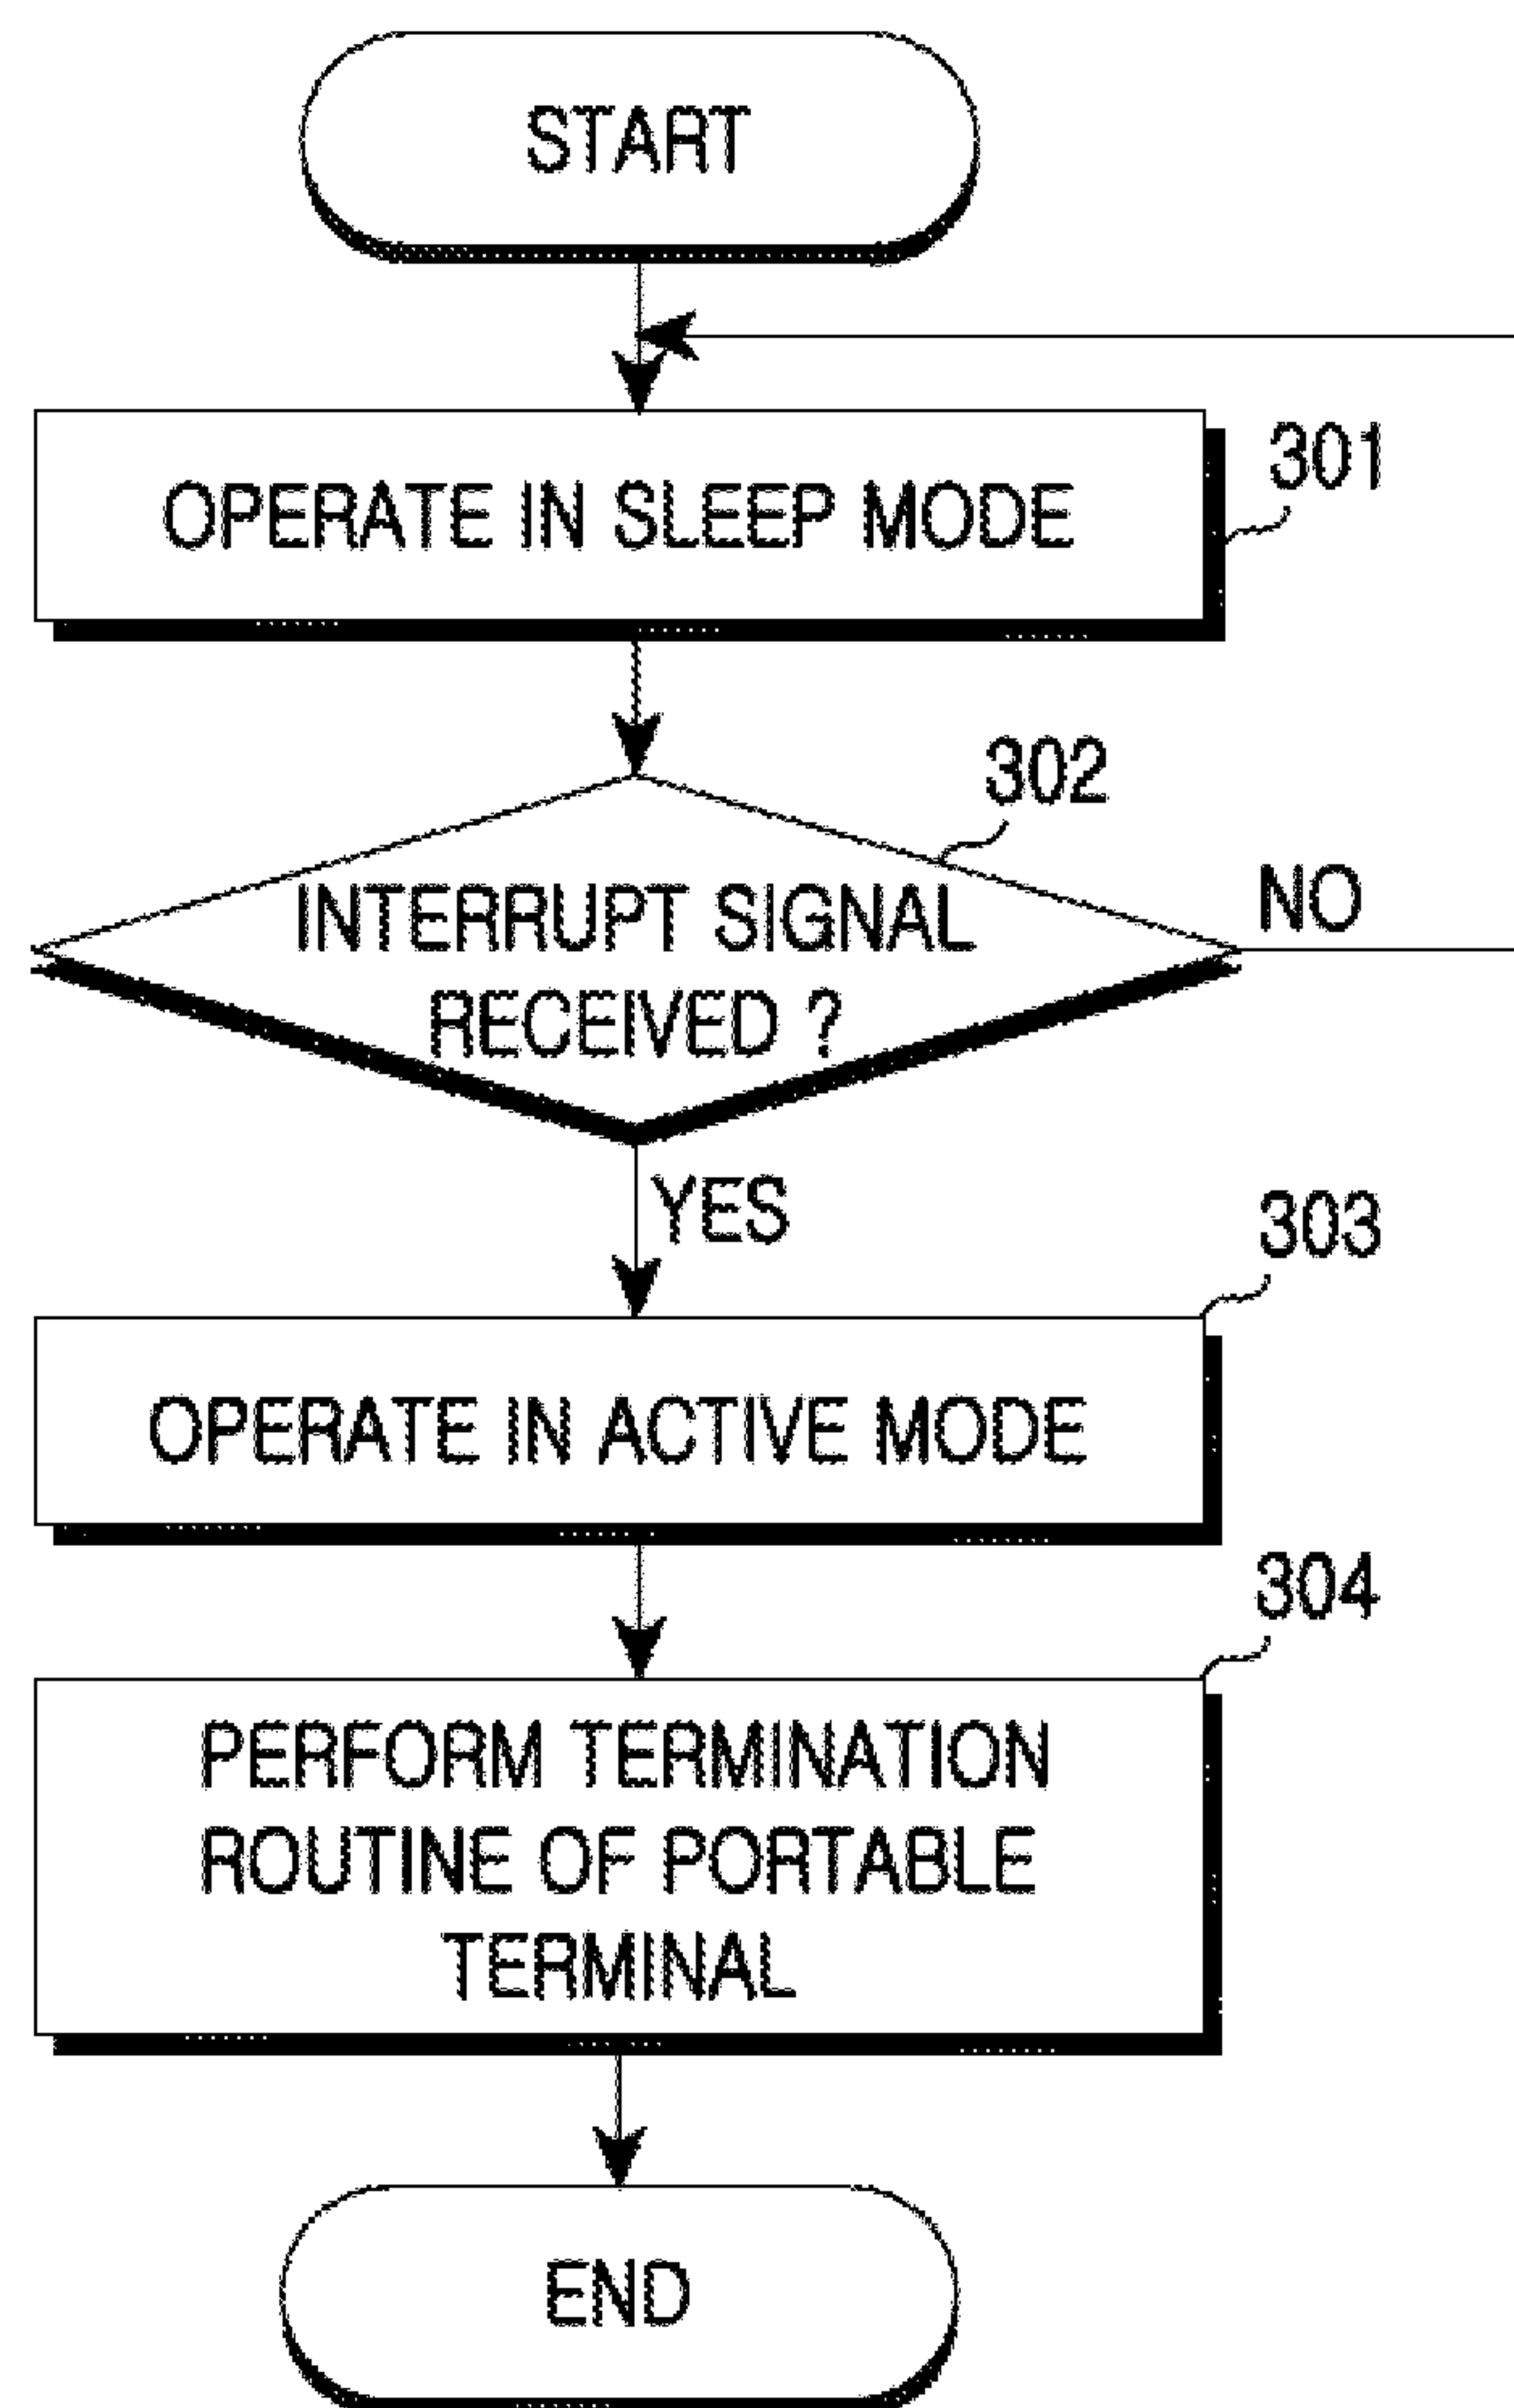 START
OPERATE IN SLEEP MODE
301
302
INTERRUPT SIGNAL
RECEIVED ?
NO
YES
303
OPERATE IN ACTIVE MODE
304
PERFORM TERMINATION
ROUTINE OF PORTABLE
TERMINAL
END